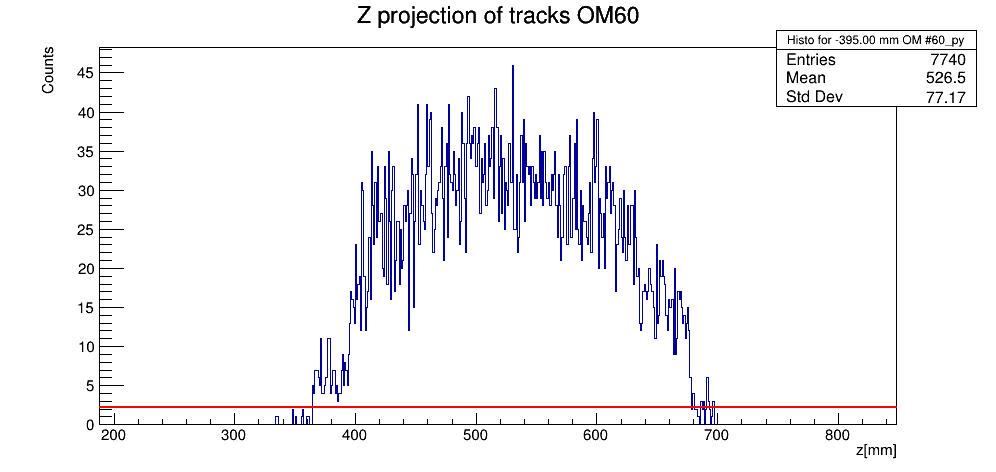 Z projection of tracks OM60
Histo for -395.00 mm OM #60_py
Entries 7740
Mean 526.5
Std Dev 77.17
Counts
45
40
35
30
25
20
15
10
5
0
200 300 400 500 600 700 800
z[mm]